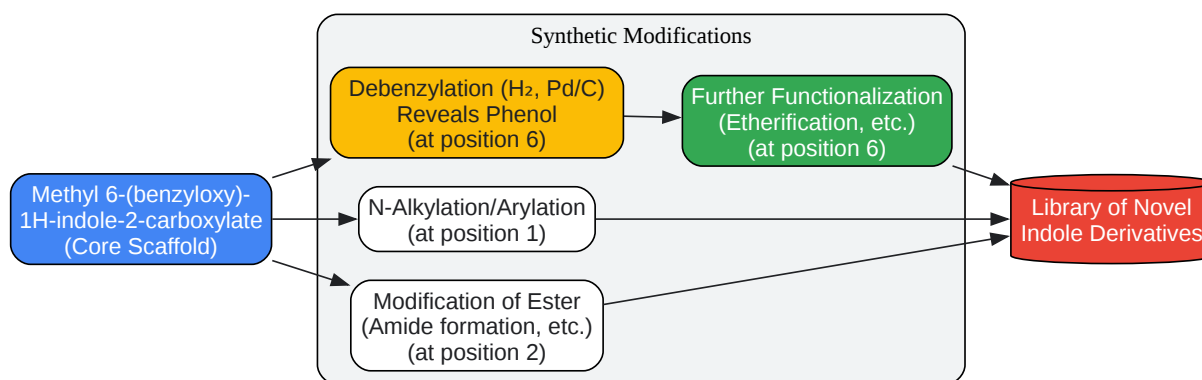 Synthetic Modifications
Methyl 6-(benzyloxy)-
1H-indole-2-carboxylate
(Core Scaffold)
Debenzylation (H₂, Pd/C)
Reveals Phenol
(at position 6)
Further Functionalization
(Etherification, etc.)
(at position 6)
N-Alkylation/Arylation
(at position 1)
Modification of Ester
(Amide formation, etc.)
(at position 2)
Library of Novel
Indole Derivatives